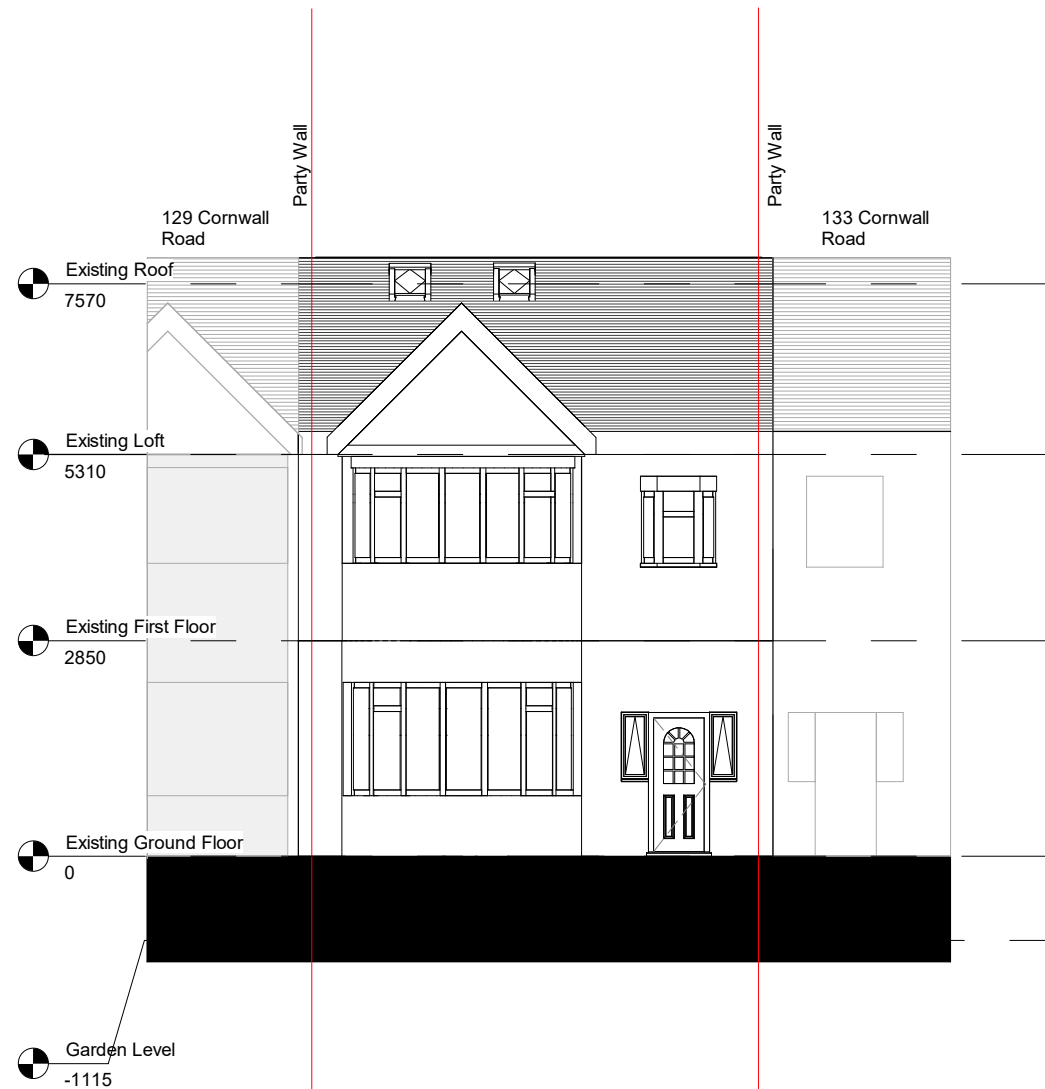 Party Wall
Party Wall
129 Cornwall
Road
133 Cornwall
Road
Existing Roof
7570
Existing Loft
5310
Existing First Floor
2850
Existing Ground Floor
0
Garden Level
-1115